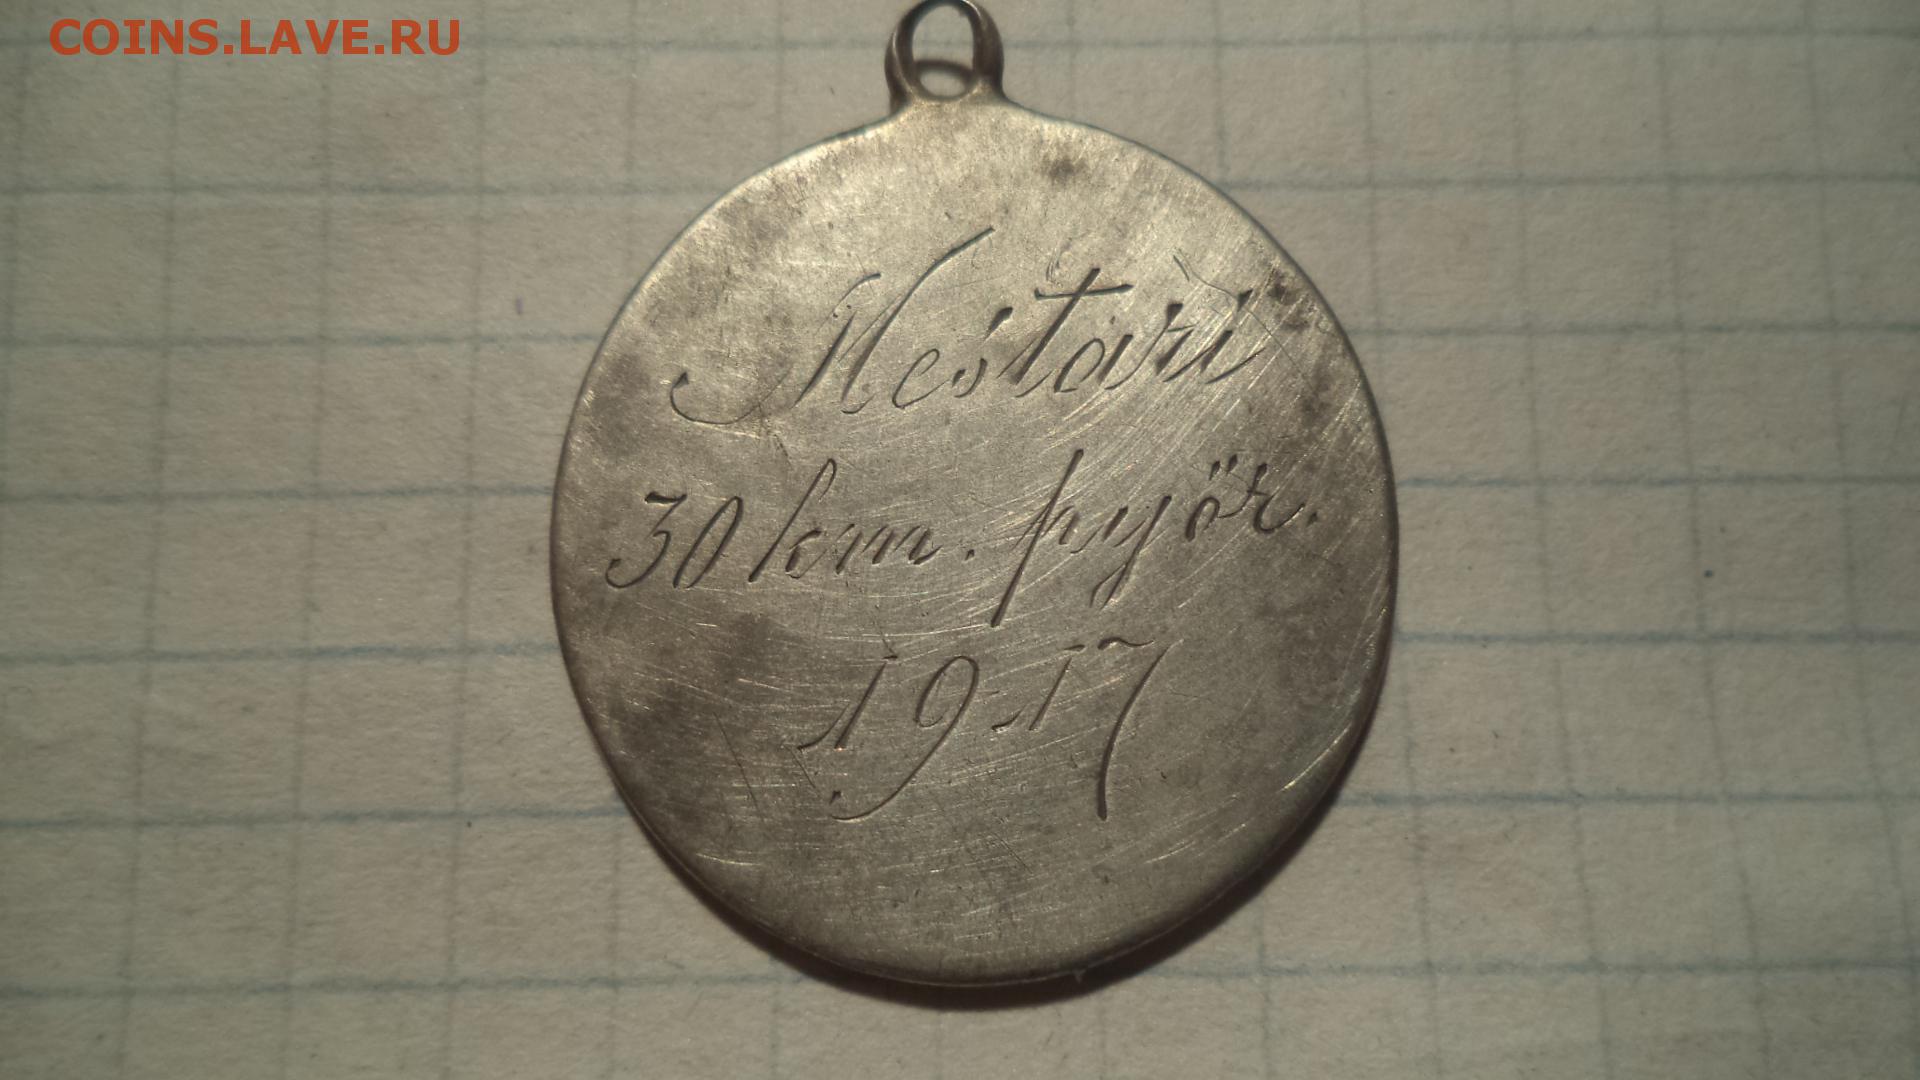 COINS.LAVE.RU
Mestari
30 km. pyör.
1917